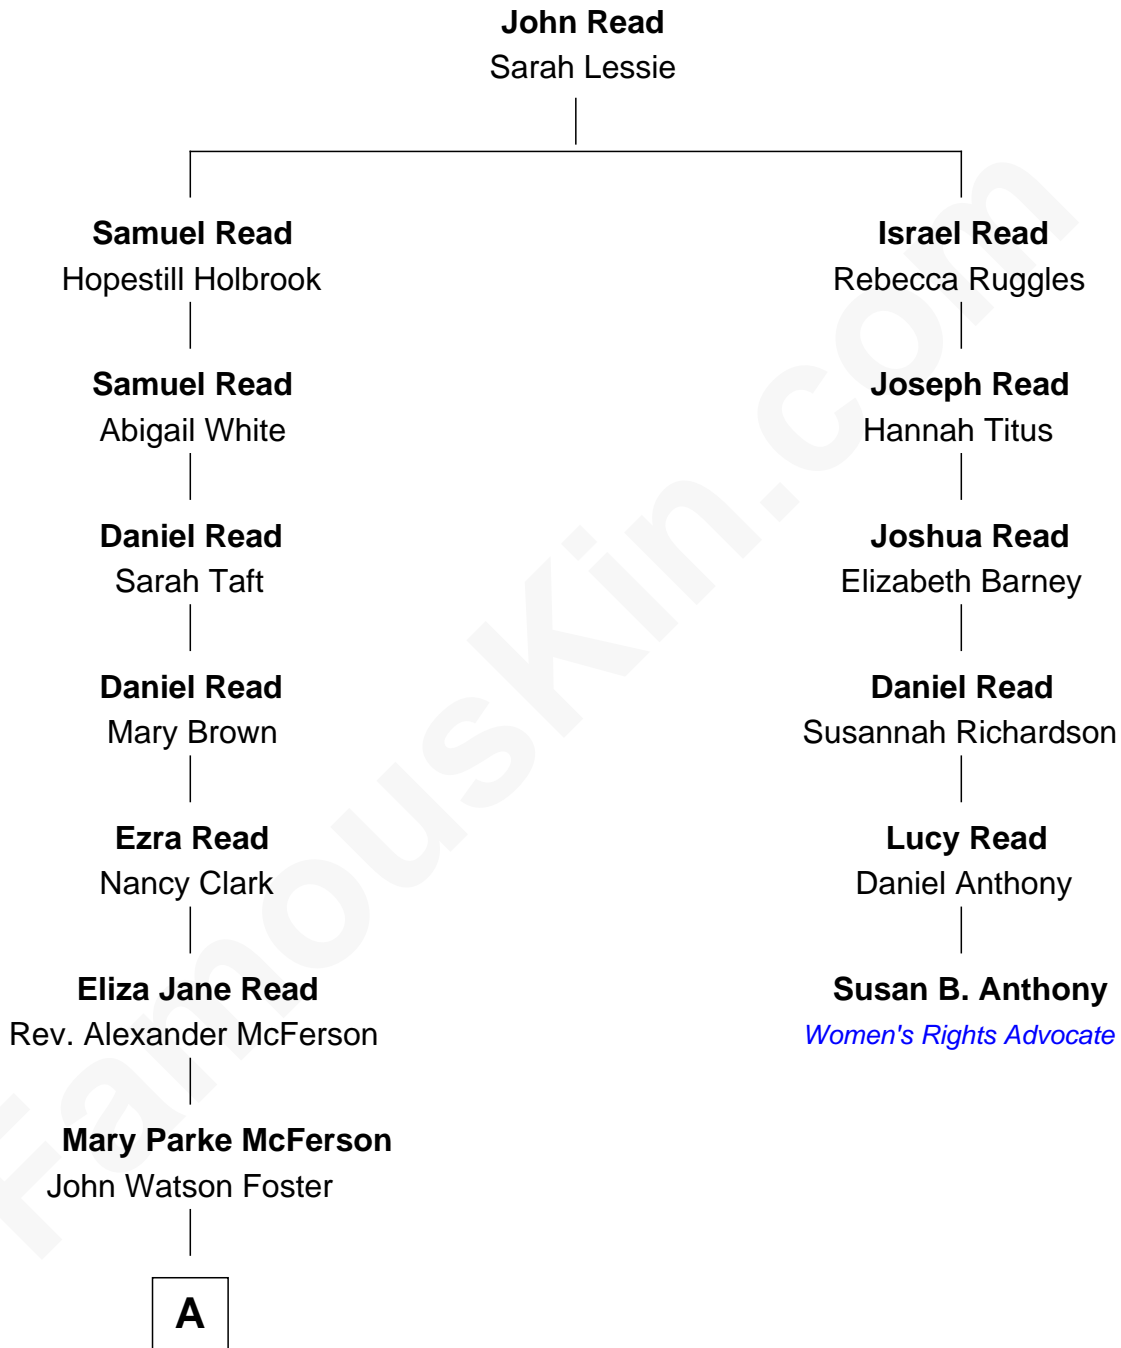 John Read
Sarah Lessie
Samuel Read
Hopestill Holbrook
Israel Read
Rebecca Ruggles
Samuel Read
Abigail White
Joseph Read
Hannah Titus
Daniel Read
Sarah Taft
Joshua Read
Elizabeth Barney
Daniel Read
Mary Brown
Daniel Read
Susannah Richardson
Ezra Read
Nancy Clark
Lucy Read
Daniel Anthony
Eliza Jane Read
Rev. Alexander McFerson
Susan B. Anthony
Women's Rights Advocate
Mary Parke McFerson
John Watson Foster
A
FamousKin.com